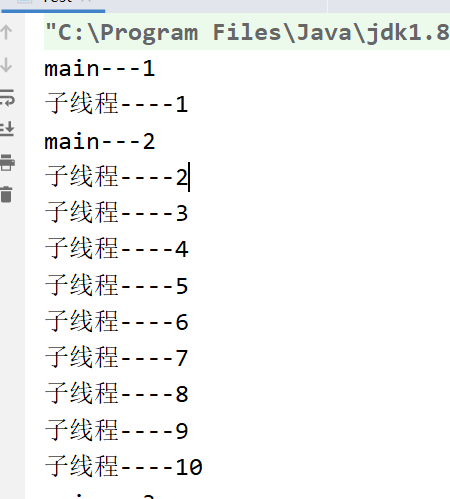 "C:\Program Files\Java\jdk1.8
main---1
子线程----1
main---2
子线程----2
子线程----3
子线程----4
子线程----5
子线程----6
子线程----7
子线程----8
子线程----9
子线程----10